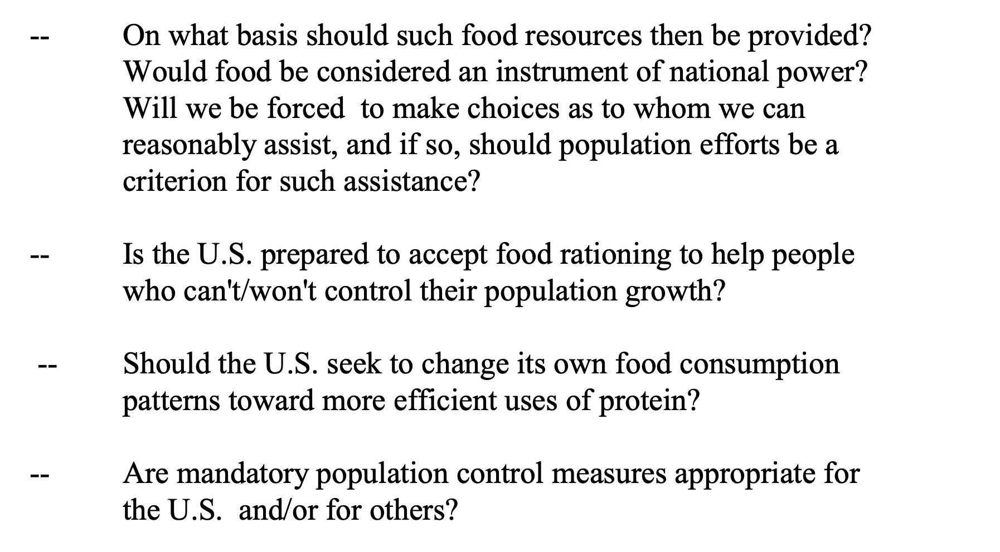 -- On what basis should such food resources then be provided?
Would food be considered an instrument of national power?
Will we be forced  to make choices as to whom we can
reasonably assist, and if so, should population efforts be a
criterion for such assistance?
-- Is the U.S. prepared to accept food rationing to help people
who can't/won't control their population growth?
-- Should the U.S. seek to change its own food consumption
patterns toward more efficient uses of protein?
-- Are mandatory population control measures appropriate for
the U.S.  and/or for others?